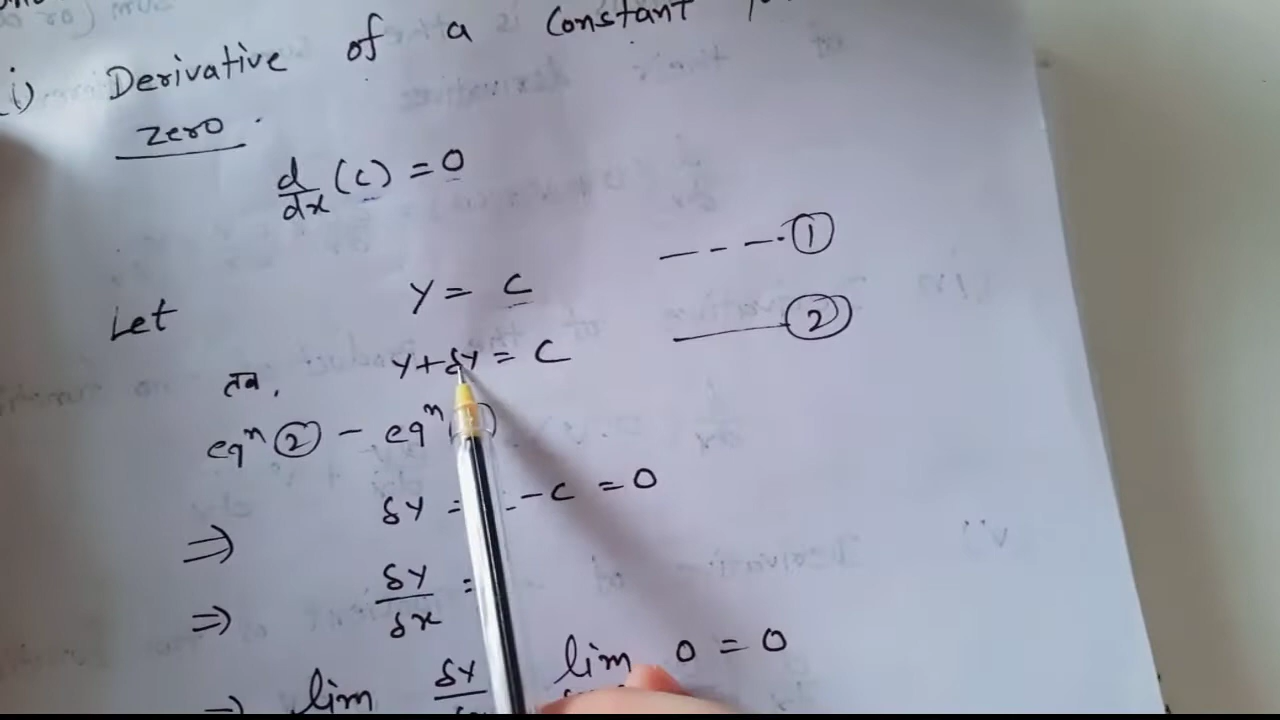 i) Derivative of a constant
zero.
d/dx (c) = 0
Let y = c ----①
तब, y+δy = c ——②
eqⁿ ② - eqⁿ
⇒ δy = -c = 0
⇒ δy/δx =
⇒ lim δy lim 0 = 0